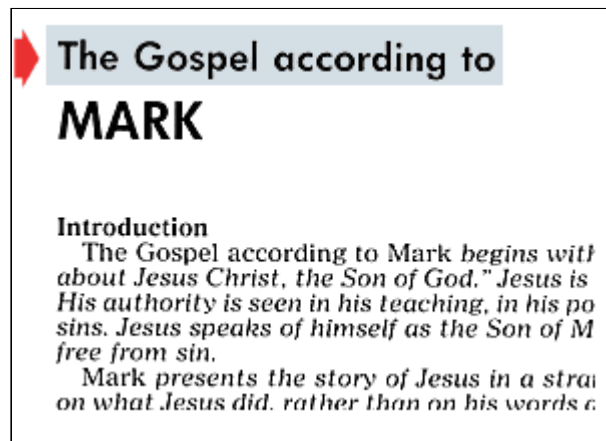 The Gospel according to
MARK
Introduction
The Gospel according to Mark begins with
about Jesus Christ, the Son of God." Jesus is
His authority is seen in his teaching, in his po
sins. Jesus speaks of himself as the Son of M
free from sin.
Mark presents the story of Jesus in a strai
on what Jesus did, rather than on his words